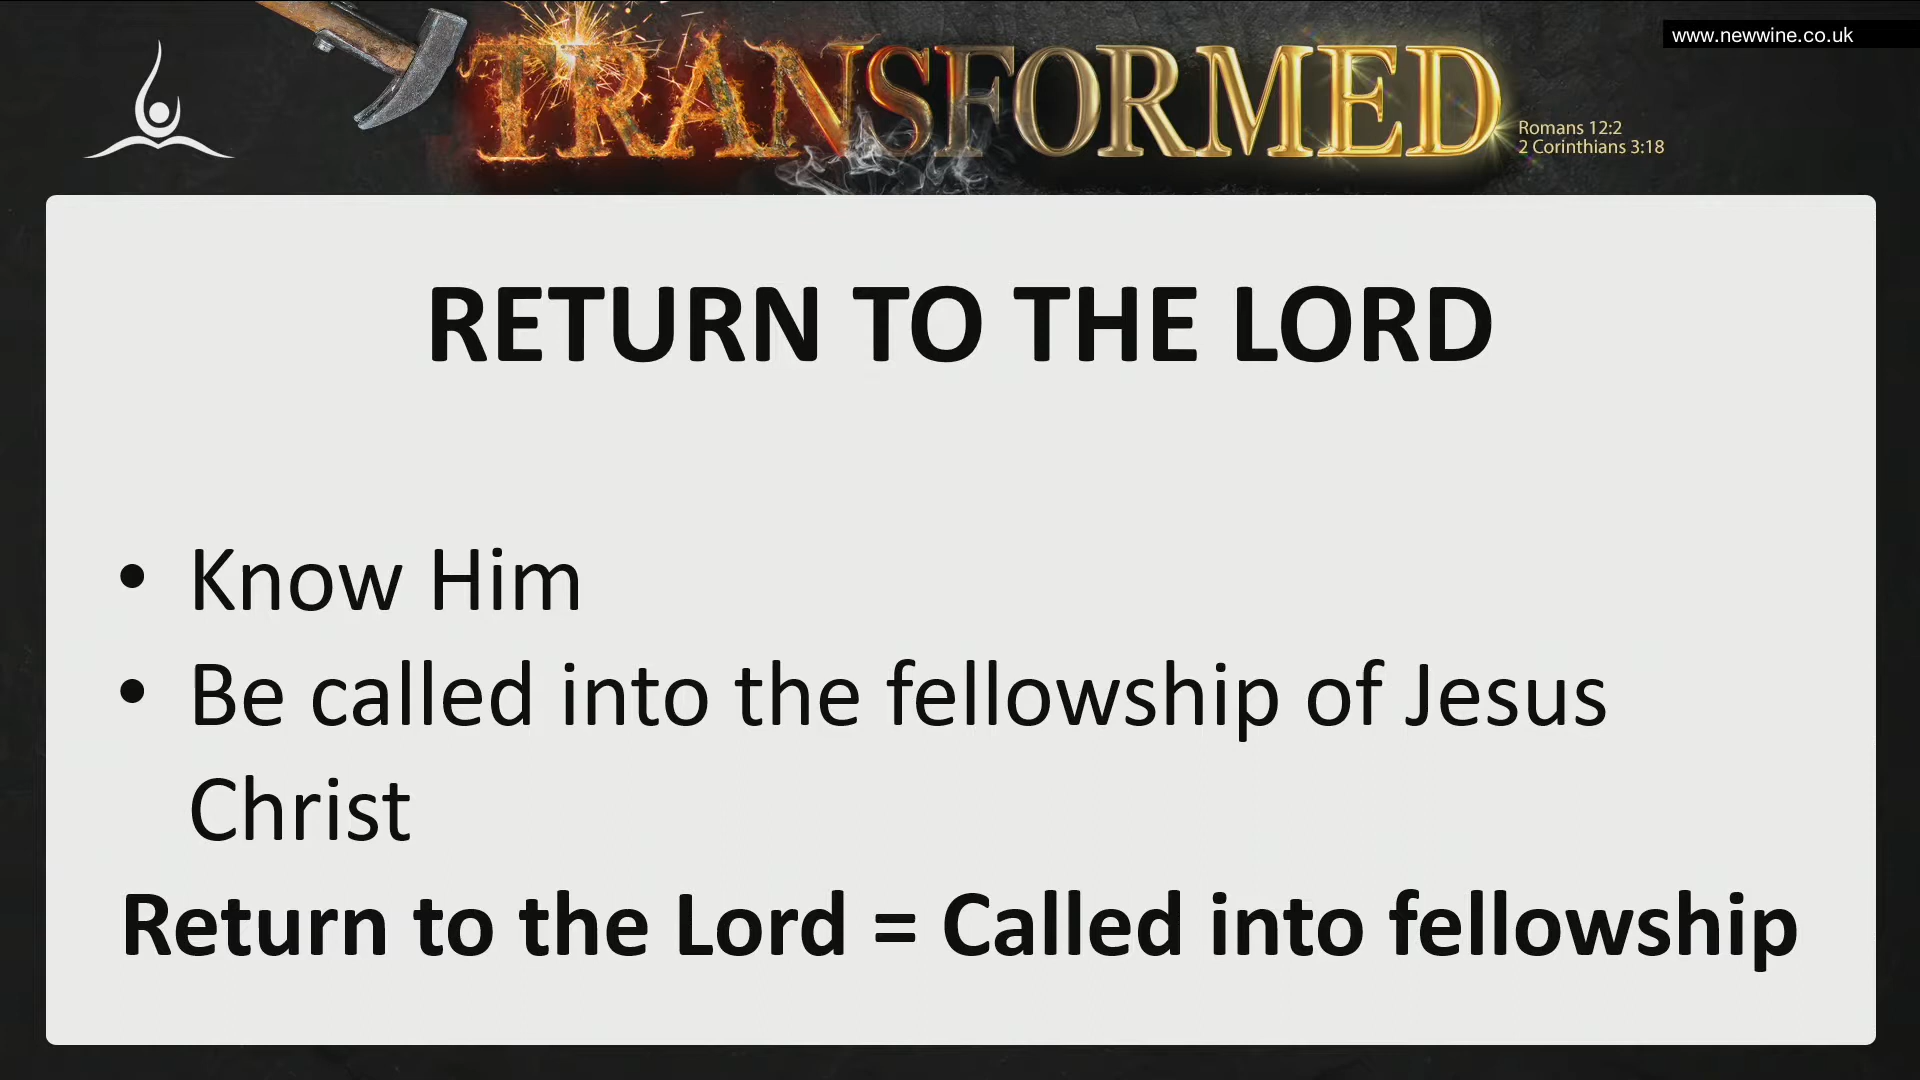 www.newwine.co.uk
TRANSFORMED
Romans 12:2
2 Corinthians 3:18
RETURN TO THE LORD
• Know Him
• Be called into the fellowship of Jesus
Christ
Return to the Lord = Called into fellowship